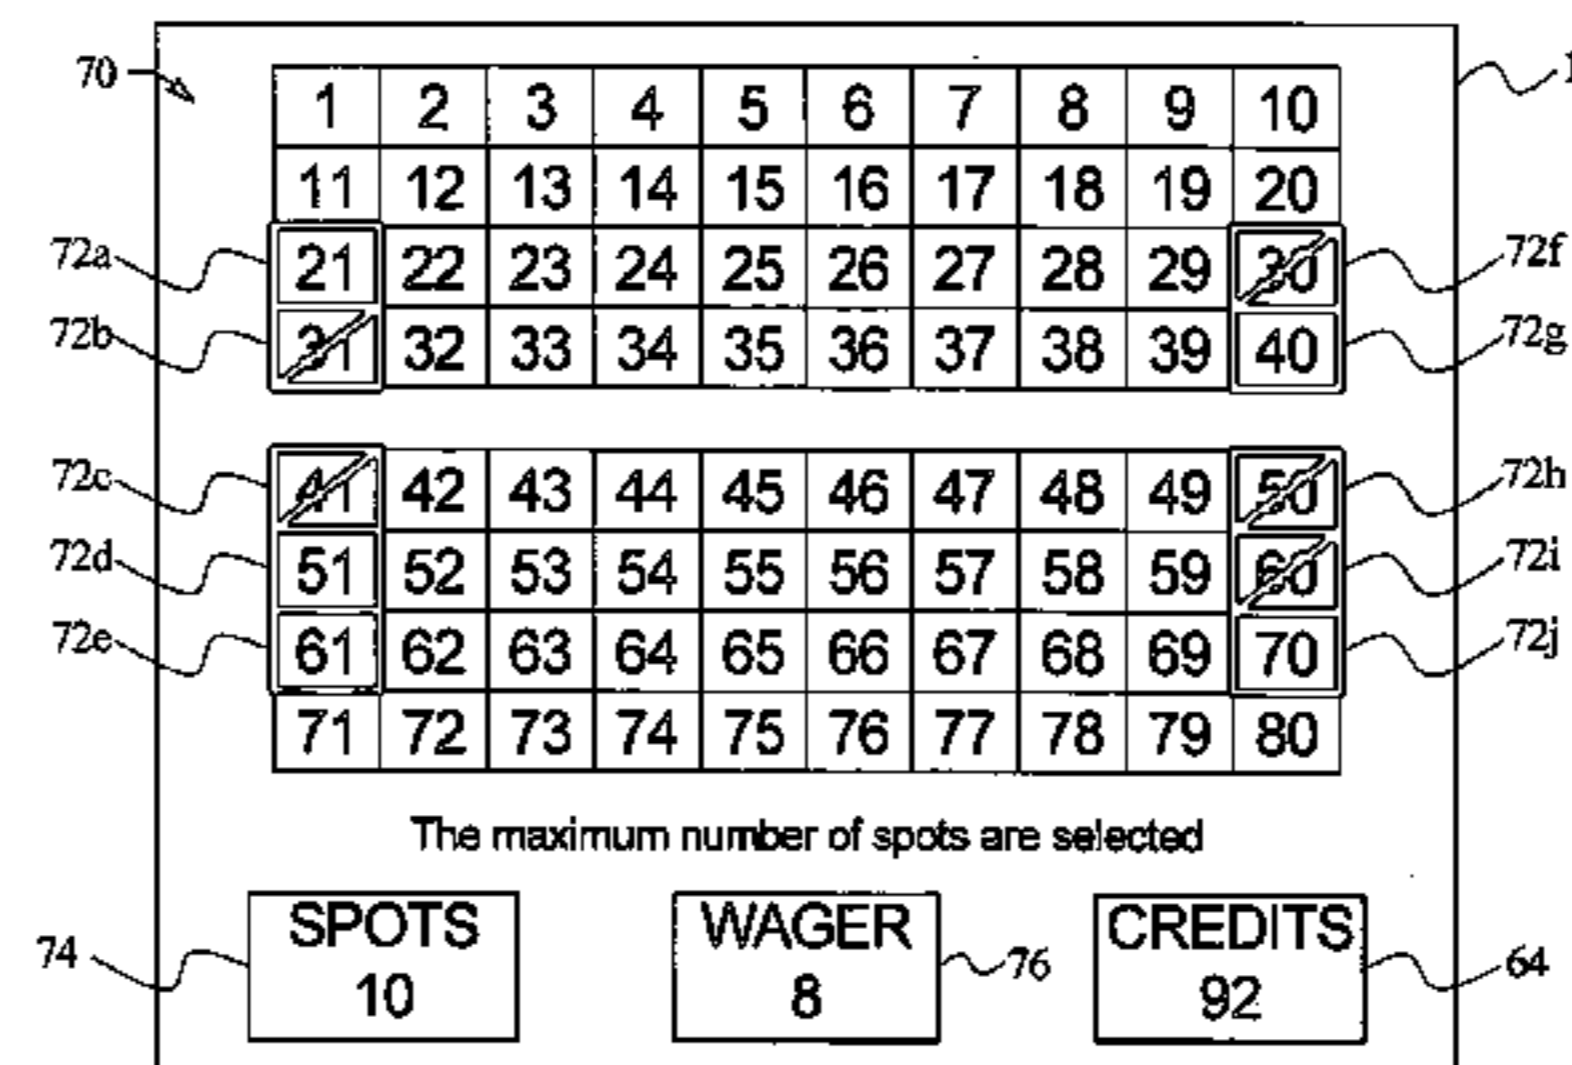 70
1 2 3 4 5 6 7 8 9 10
11 12 13 14 15 16 17 18 19 20
72a 21 22 23 24 25 26 27 28 29 30 72f
72b 31 32 33 34 35 36 37 38 39 40 72g
72c 41 42 43 44 45 46 47 48 49 50 72h
72d 51 52 53 54 55 56 57 58 59 60 72i
72e 61 62 63 64 65 66 67 68 69 70 72j
71 72 73 74 75 76 77 78 79 80
The maximum number of spots are selected
SPOTS WAGER CREDITS
74 10 8 76 92 64